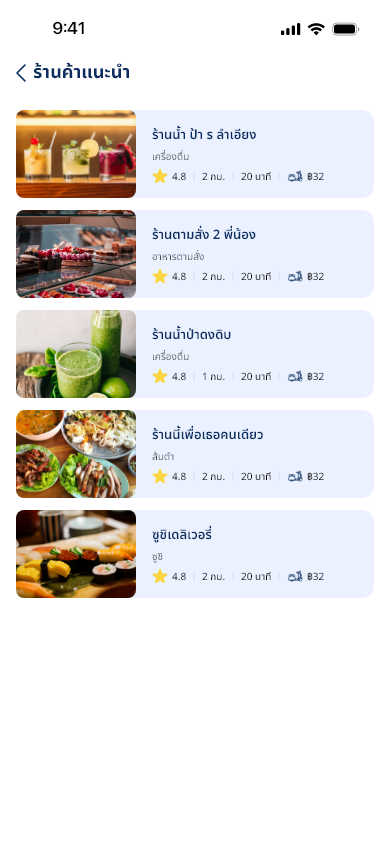 9:41
ร้านค้าแนะนำ
ร้านน้ำ ป้า s ลำเอียง
เครื่องดื่ม
4.8 2 กม. 20 นาที ฿32
ร้านตามสั่ง 2 พี่น้อง
อาหารตามสั่ง
4.8 2 กม. 20 นาที ฿32
ร้านน้ำป่าดงดิบ
เครื่องดื่ม
4.8 1 กม. 20 นาที ฿32
ร้านนี้เพื่อเธอคนเดียว
ส้มตำ
4.8 2 กม. 20 นาที ฿32
ซูชิเดลิเวอรี่
ซูชิ
4.8 2 กม. 20 นาที ฿32